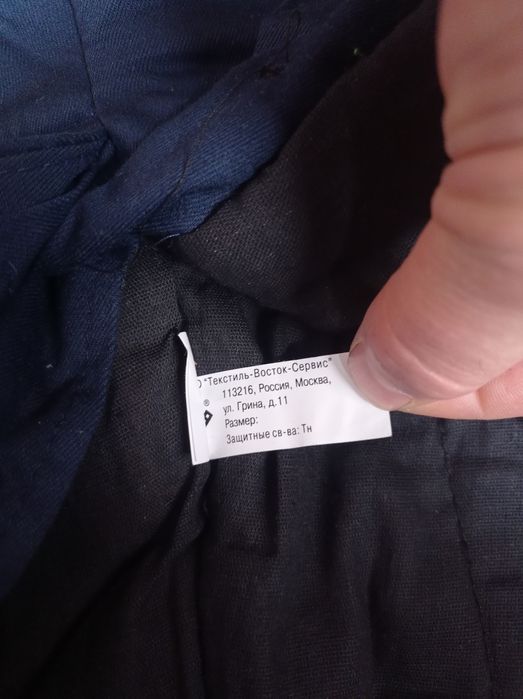 О "Текстиль-Восток-Сервис"
®
113216, Россия, Москва,
ул. Грина, д.11
Размер:
Защитные св-ва: Тн